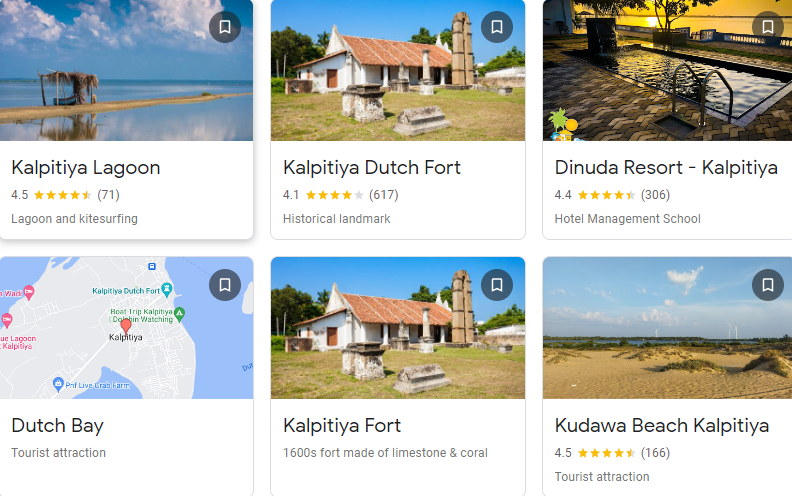 Kalpitiya Lagoon
4.5 (71)
Lagoon and kitesurfing
Kalpitiya Dutch Fort
4.1 (617)
Historical landmark
Dinuda Resort - Kalpitiya
4.4 (306)
Hotel Management School
Wadi
Kalpitiya Dutch Fort
Boat Trip Kalpitiya
Dolphin Watching
Kalpitiya
ue Lagoon
Kalpitiya
Pnf Live Crab Farm
Dutch Bay
Tourist attraction
Kalpitiya Fort
1600s fort made of limestone & coral
Kudawa Beach Kalpitiya
4.5 (166)
Tourist attraction